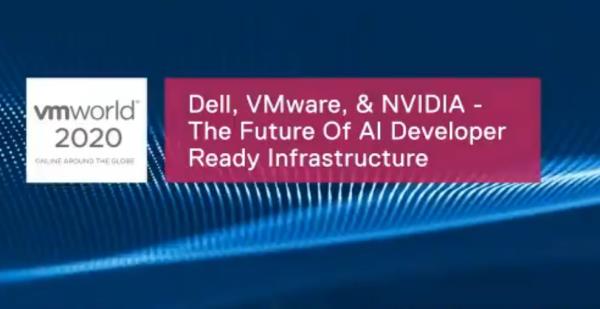 vmworld
2020
ONLINE AROUND THE GLOBE
Dell, VMware, & NVIDIA -
The Future Of AI Developer
Ready Infrastructure